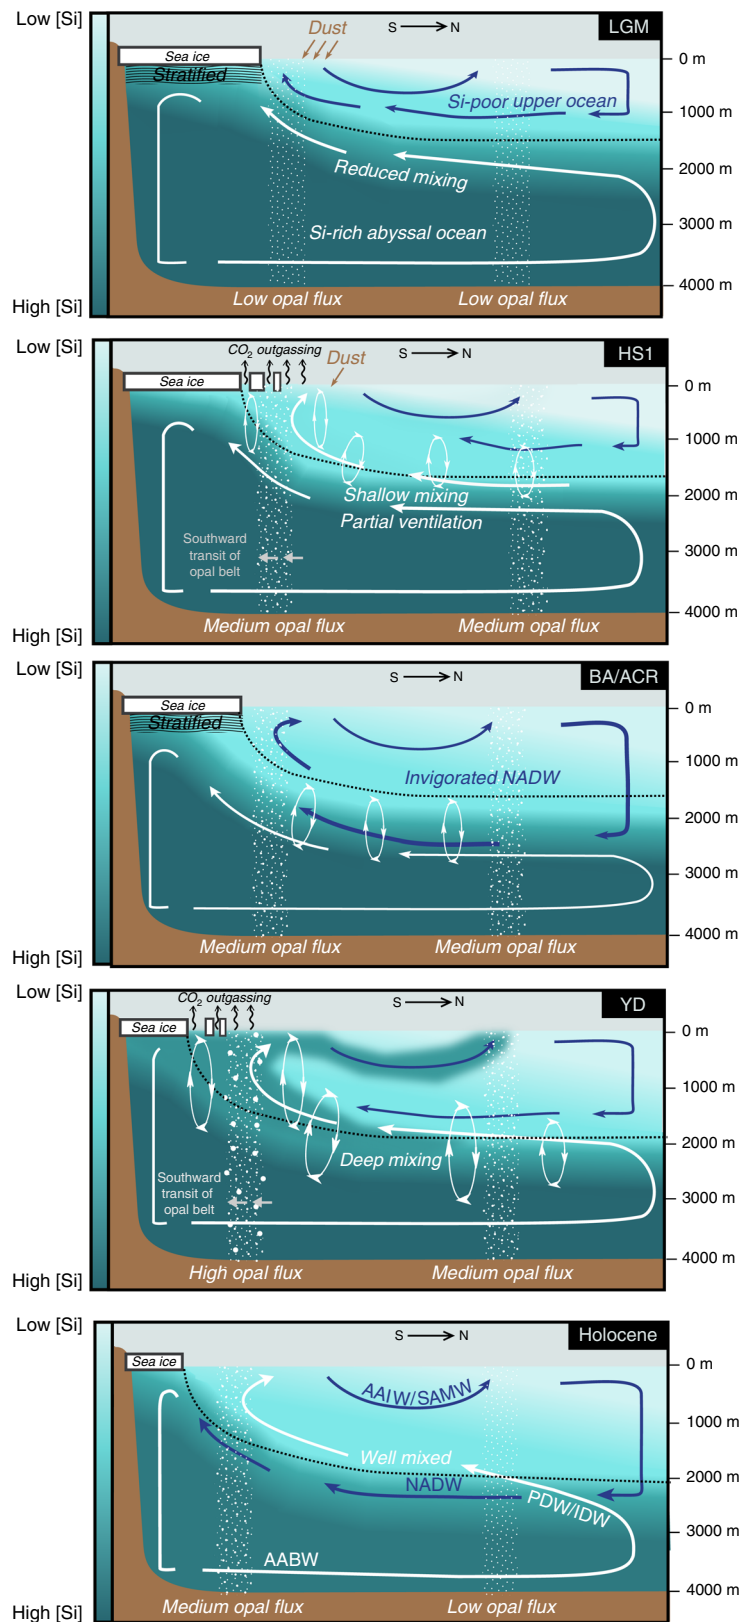 Low [Si]
Dust
S → N
LGM
Sea ice
Stratified
0 m
Si-poor upper ocean
1000 m
Reduced mixing
2000 m
Si-rich abyssal ocean
3000 m
4000 m
High [Si]
Low opal flux
Low opal flux
Low [Si]
CO₂ outgassing
Dust
S → N
HS1
Sea ice
0 m
1000 m
Shallow mixing
2000 m
Partial ventilation
Southward
transit of
opal belt
3000 m
4000 m
High [Si]
Medium opal flux
Medium opal flux
Low [Si]
S → N
BA/ACR
Sea ice
Stratified
0 m
1000 m
Invigorated NADW
2000 m
3000 m
4000 m
High [Si]
Medium opal flux
Medium opal flux
Low [Si]
CO₂ outgassing
S → N
YD
Sea ice
0 m
1000 m
2000 m
Deep mixing
Southward
transit of
opal belt
3000 m
4000 m
High [Si]
High opal flux
Medium opal flux
Low [Si]
S → N
Holocene
Sea ice
0 m
AAIW/SAMW
1000 m
Well mixed
2000 m
NADW
PDW/IDW
3000 m
AABW
4000 m
High [Si]
Medium opal flux
Low opal flux